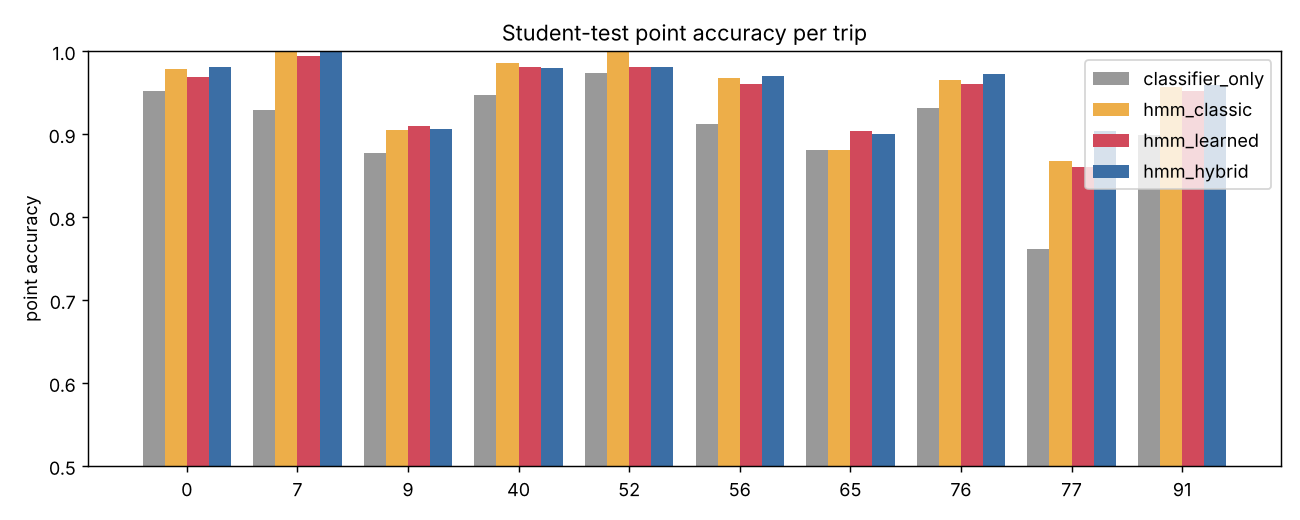 Student-test point accuracy per trip
point accuracy
1.0
0.9
0.8
0.7
0.6
0.5
classifier_only
hmm_classic
hmm_learned
hmm_hybrid
0 7 9 40 52 56 65 76 77 91